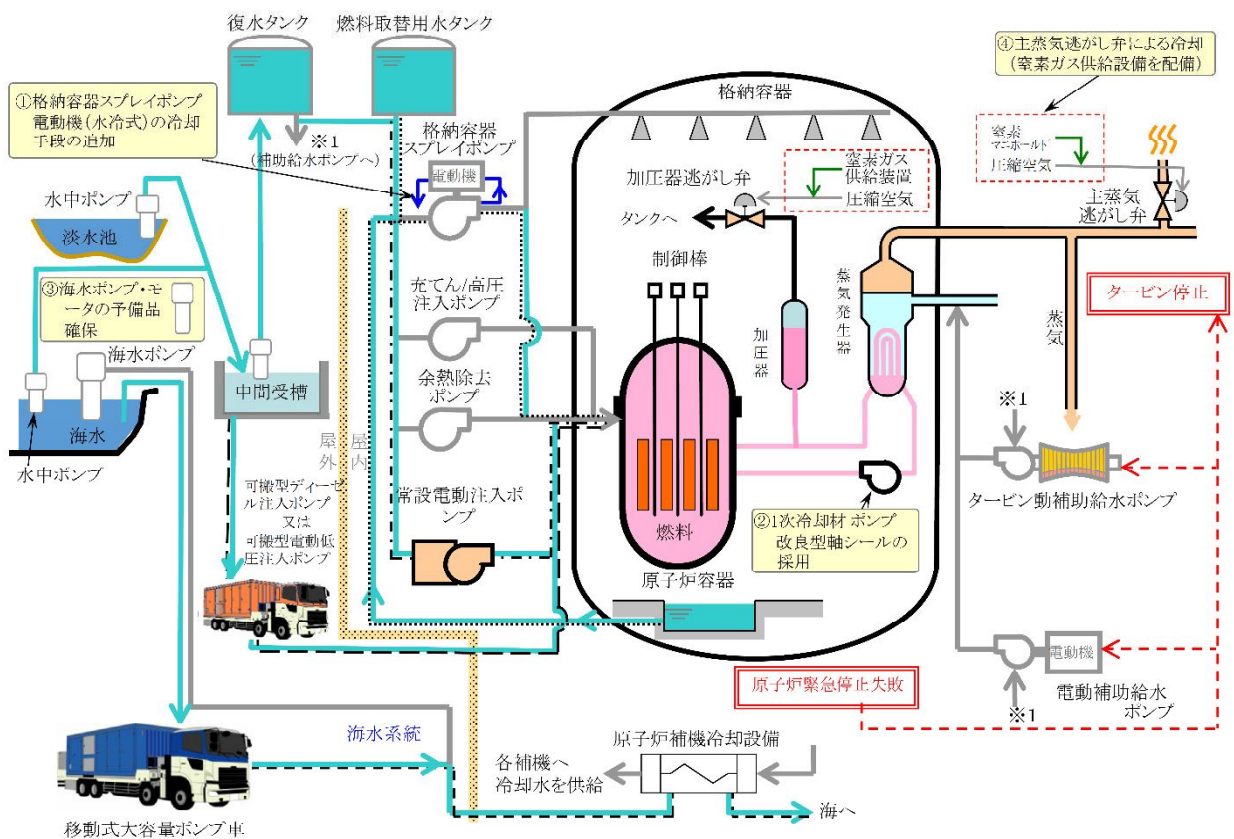 復水タンク
燃料取替用水タンク
①格納容器スプレイポンプ
電動機(水冷式)の冷却
手段の追加
※1
(補助給水ポンプへ)
格納容器
スプレイポンプ
電動機
水中ポンプ
淡水池
③海水ポンプ・モ
ータの予備品
確保
海水ポンプ
海水
水中ポンプ
中間受槽
充てん/高圧
注入ポンプ
余熱除去
ポンプ
屋外
屋内
可搬型ディーゼ
ル注入ポンプ
又は
可搬型電動低
圧注入ポンプ
常設電動注入ポ
ンプ
格納容器
加圧器逃がし弁
窒素ガス
供給装置
圧縮空気
タンクへ
制御棒
加圧器
蒸気発生器
燃料
原子炉容器
②1次冷却材 ポンプ
改良型軸シールの
採用
④主蒸気逃がし弁による冷却
(窒素ガス供給設備を配備)
窒素
マニホールド
圧縮空気
主蒸気
逃がし弁
タービン停止
蒸気
※1
タービン動補助給水ポンプ
電動機
※1
電動補助給水
ポンプ
原子炉緊急停止失敗
海水系統
原子炉補機冷却設備
各補機へ
冷却水を供給
海へ
移動式大容量ポンプ車